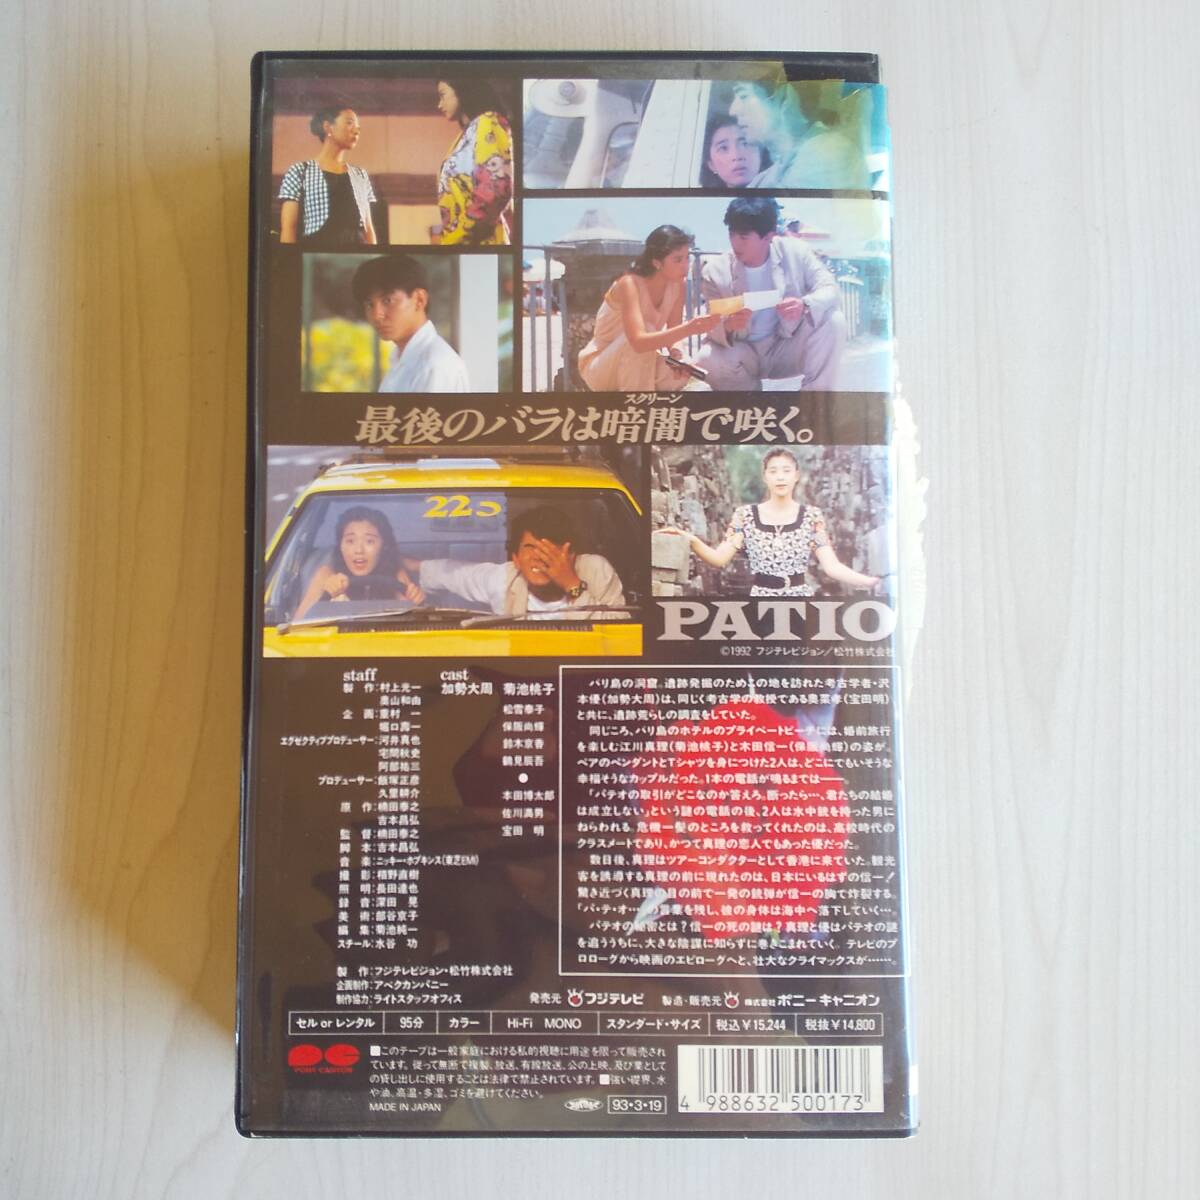 スクリーン
最後のバラは暗闇で咲く。
22
PATIO
©1992 フジテレビジョン／松竹株式会社
staff
製作：村上光一
奥山和由
企画：重村一
堀口壽一
エグゼクティブプロデューサー：河井真也
宅間秋史
阿部祐三
プロデューサー：飯塚正彦
久里耕介
原作：楠田泰之
吉本昌弘
監督：楠田泰之
脚本：吉本昌弘
音楽：ニッキー・ホプキンス(東芝EMI)
撮影：栢野直樹
照明：長田達也
録音：深田晃
美術：部谷京子
編集：菊池純一
スチール：水谷功
製作：フジテレビジョン・松竹株式会社
企画制作：アベクカンパニー
制作協力：ライトスタッフオフィス
cast
加勢大周 菊池桃子
松雪泰子
保阪尚輝
鈴木京香
鶴見辰吾
●
本田博太郎
佐川満男
宝田 明
バリ島の洞窟。遺跡発掘のためこの地を訪れた考古学者・沢
本優(加勢大周)は、同じく考古学の教授である奥菜孝(宝田明)
と共に、遺跡荒らしの調査をしていた。
同じころ、バリ島のホテルのプライベートビーチには、婚前旅行
を楽しむ江川真理(菊池桃子)と木田信一(保阪尚輝)の姿が。
ペアのペンダントとTシャツを身につけた2人は、どこにでもいそうな
幸福そうなカップルだった。1本の電話が鳴るまでは――。
「パテオの取引がどこなのか答えろ。断ったら…、君たちの結婚
は成立しない」という謎の電話の後、2人は水中銃を持った男に
ねらわれる。危機一髪のところを救ってくれたのは、高校時代の
クラスメートであり、かつて真理の恋人でもあった優だった。
数日後、真理はツアーコンダクターとして香港に来ていた。観光
客を誘導する真理の前に現れたのは、日本にいるはずの信一！
驚き近づく真理の目の前で一発の銃弾が信一の胸で炸裂する。
「パ・テ・オ…」の言葉を残し、彼の身体は海中へ落下していく…。
パテオの秘密とは？信一の死の謎は？真理と優はパテオの謎
を追ううちに、大きな陰謀に知らずに巻きこまれていく。テレビのプ
ロローグから映画のエピローグへと、壮大なクライマックスが……。
発売元 フジテレビ 製造・販売元 株式会社 ポニーキャニオン
セル or レンタル 95分 カラー Hi-Fi MONO スタンダード・サイズ 税込￥15,244 税抜￥14,800
PONY CANYON
■このテープは一般家庭における私的視聴に用途を限って販売され
ています。従って無断で複製、放送、有線放送、公の上映、及び業として
の貸し出しに使用することは法律で禁止されています。■強い磁界、水
や油、高温・多湿、ゴミを避けてください。
MADE IN JAPAN
93・3・19
4 988632 500173